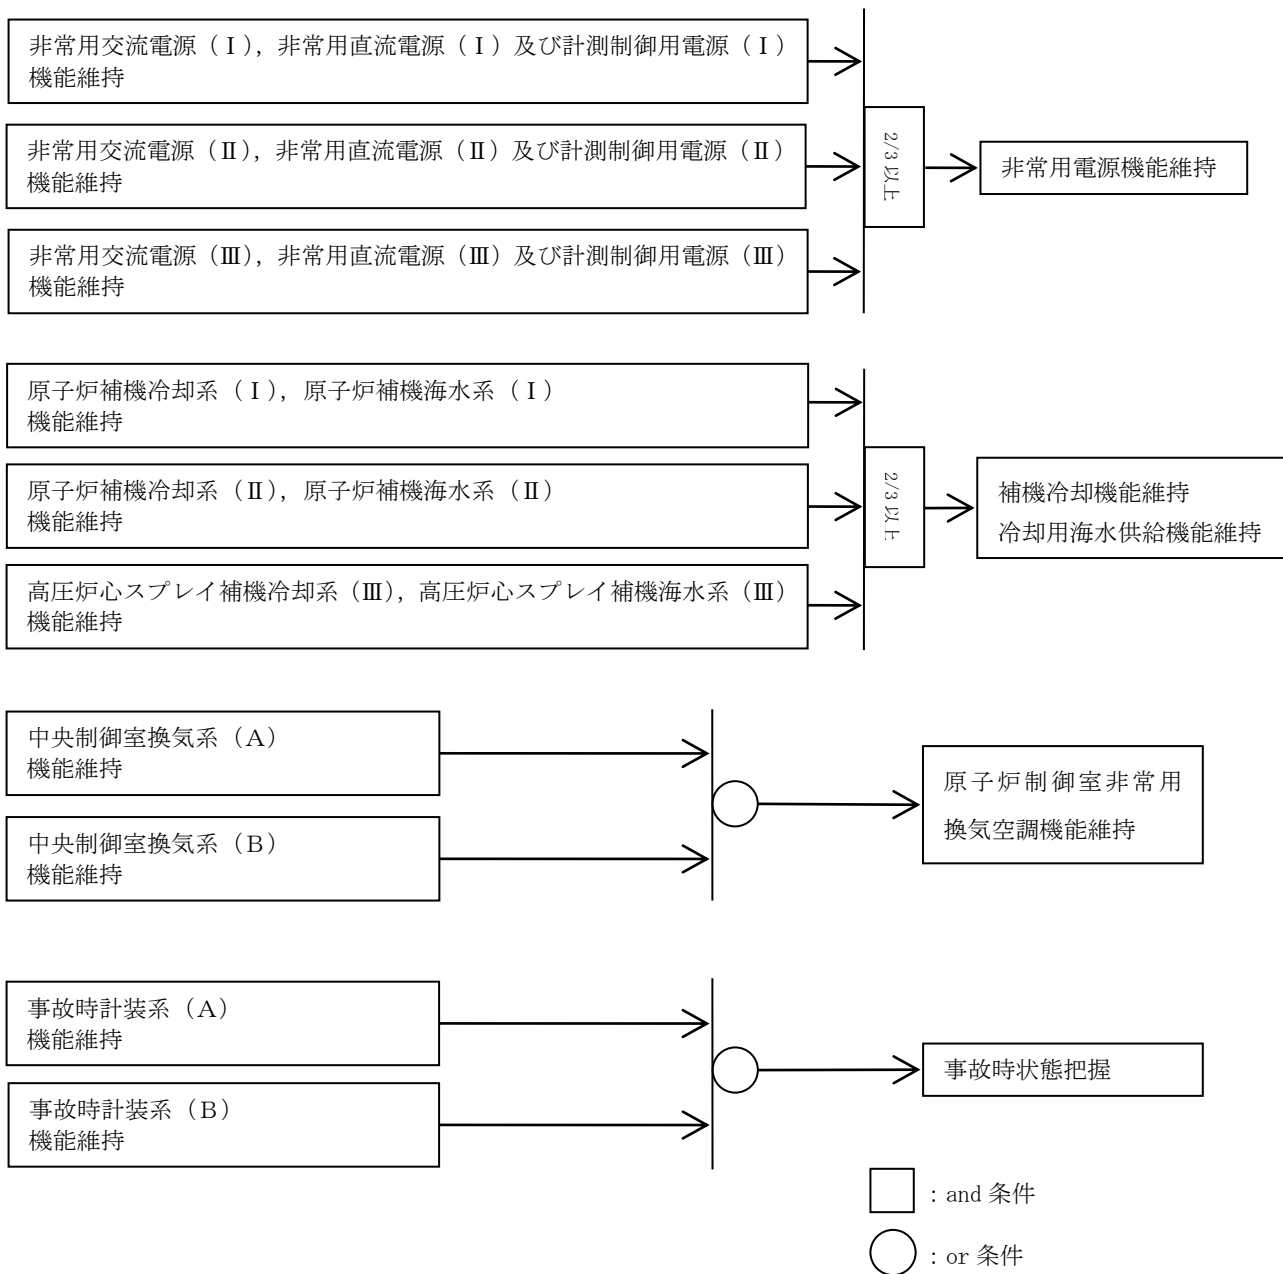 非常用交流電源（Ⅰ），非常用直流電源（Ⅰ）及び計測制御用電源（Ⅰ）
機能維持
非常用交流電源（Ⅱ），非常用直流電源（Ⅱ）及び計測制御用電源（Ⅱ）
機能維持
非常用交流電源（Ⅲ），非常用直流電源（Ⅲ）及び計測制御用電源（Ⅲ）
機能維持
2/3以上
非常用電源機能維持
原子炉補機冷却系（Ⅰ），原子炉補機海水系（Ⅰ）
機能維持
原子炉補機冷却系（Ⅱ），原子炉補機海水系（Ⅱ）
機能維持
高圧炉心スプレイ補機冷却系（Ⅲ），高圧炉心スプレイ補機海水系（Ⅲ）
機能維持
2/3以上
補機冷却機能維持
冷却用海水供給機能維持
中央制御室換気系（A）
機能維持
中央制御室換気系（B）
機能維持
原子炉制御室非常用
換気空調機能維持
事故時計装系（A）
機能維持
事故時計装系（B）
機能維持
事故時状態把握
：and 条件
：or 条件